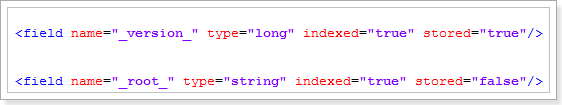 <field name="_version_" type="long" indexed="true" stored="true"/>
<field name="_root_" type="string" indexed="true" stored="false"/>